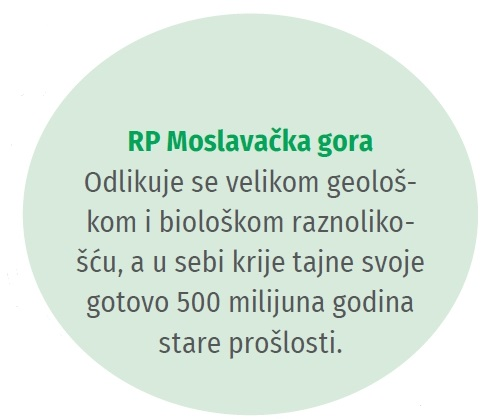 RP Moslavačka gora
Odlikuje se velikom geološ-
kom i biološkom raznoliko-
šću, a u sebi krije tajne svoje
gotovo 500 milijuna godina
stare prošlosti.